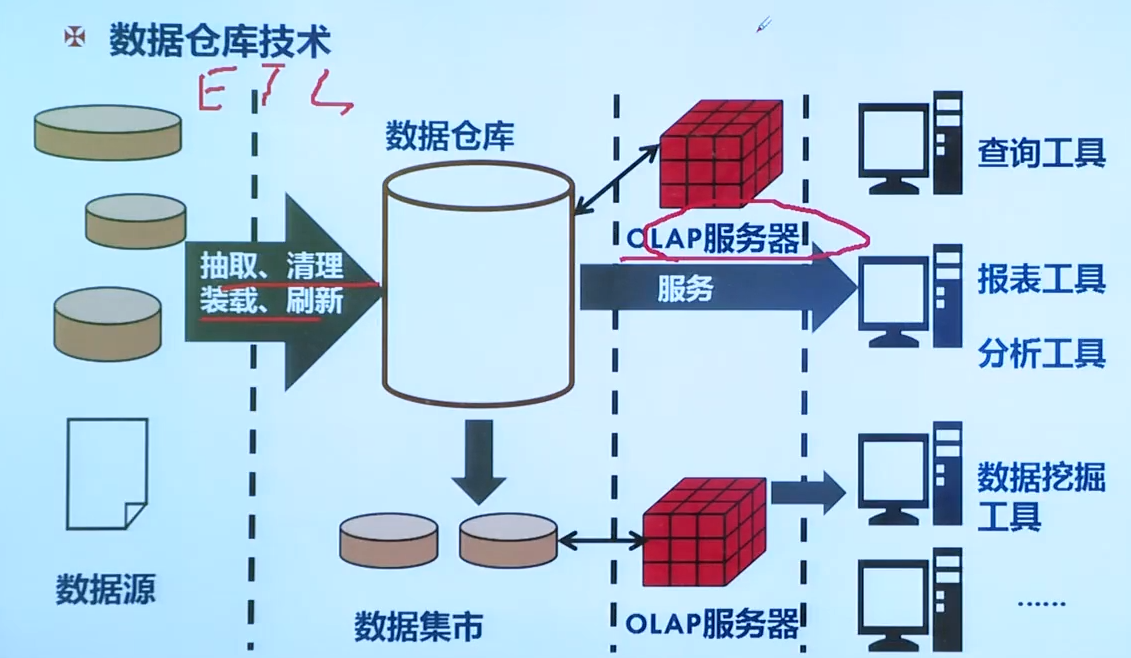 数据仓库技术
ETL
数据仓库
查询工具
OLAP服务器
抽取、清理
装载、刷新
服务
报表工具
分析工具
数据挖掘
工具
数据源
数据集市
OLAP服务器
......